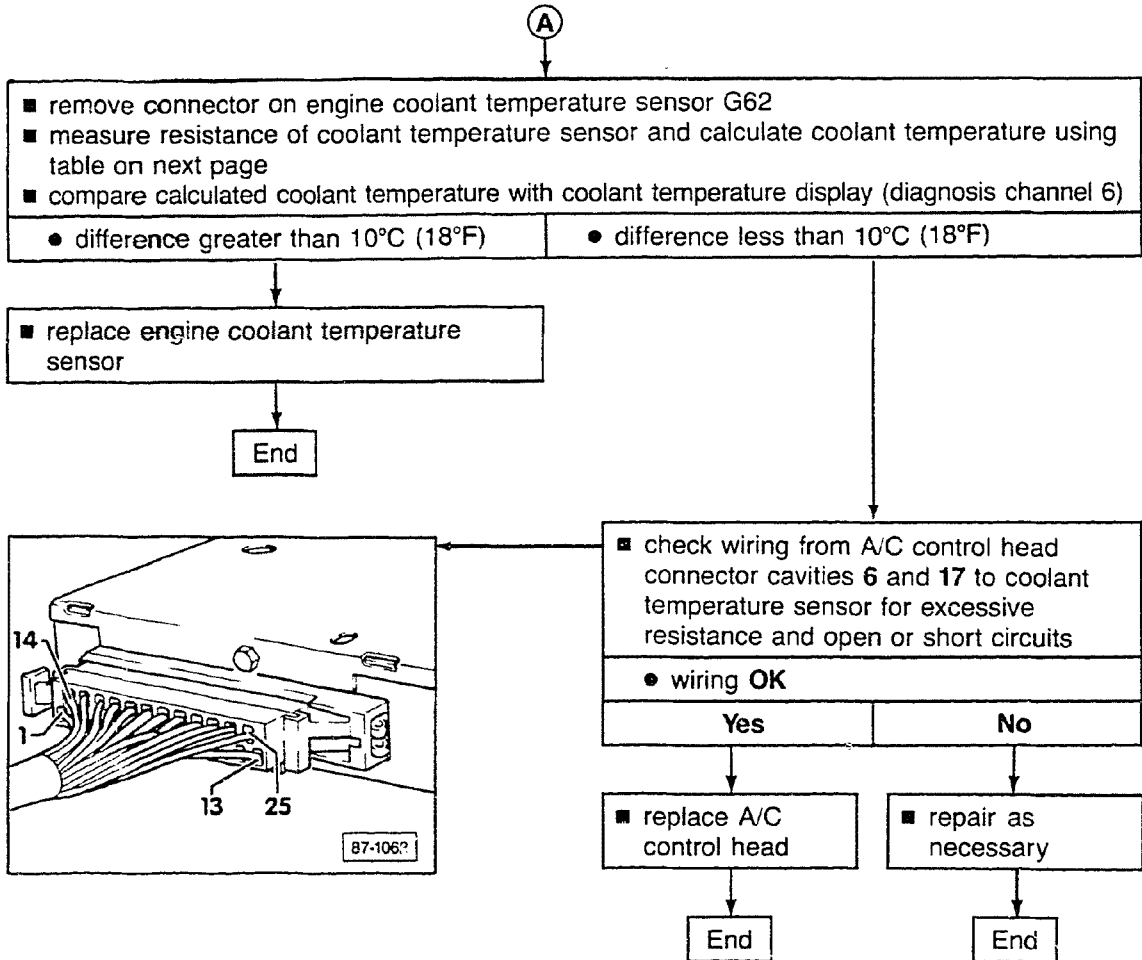 A
■ remove connector on engine coolant temperature sensor G62
■ measure resistance of coolant temperature sensor and calculate coolant temperature using
table on next page
■ compare calculated coolant temperature with coolant temperature display (diagnosis channel 6)
● difference greater than 10°C (18°F)
● difference less than 10°C (18°F)
■ replace engine coolant temperature
sensor
End
■ check wiring from A/C control head
connector cavities 6 and 17 to coolant
temperature sensor for excessive
resistance and open or short circuits
● wiring OK
Yes
No
■ replace A/C
control head
■ repair as
necessary
End
End
14
1
13
25